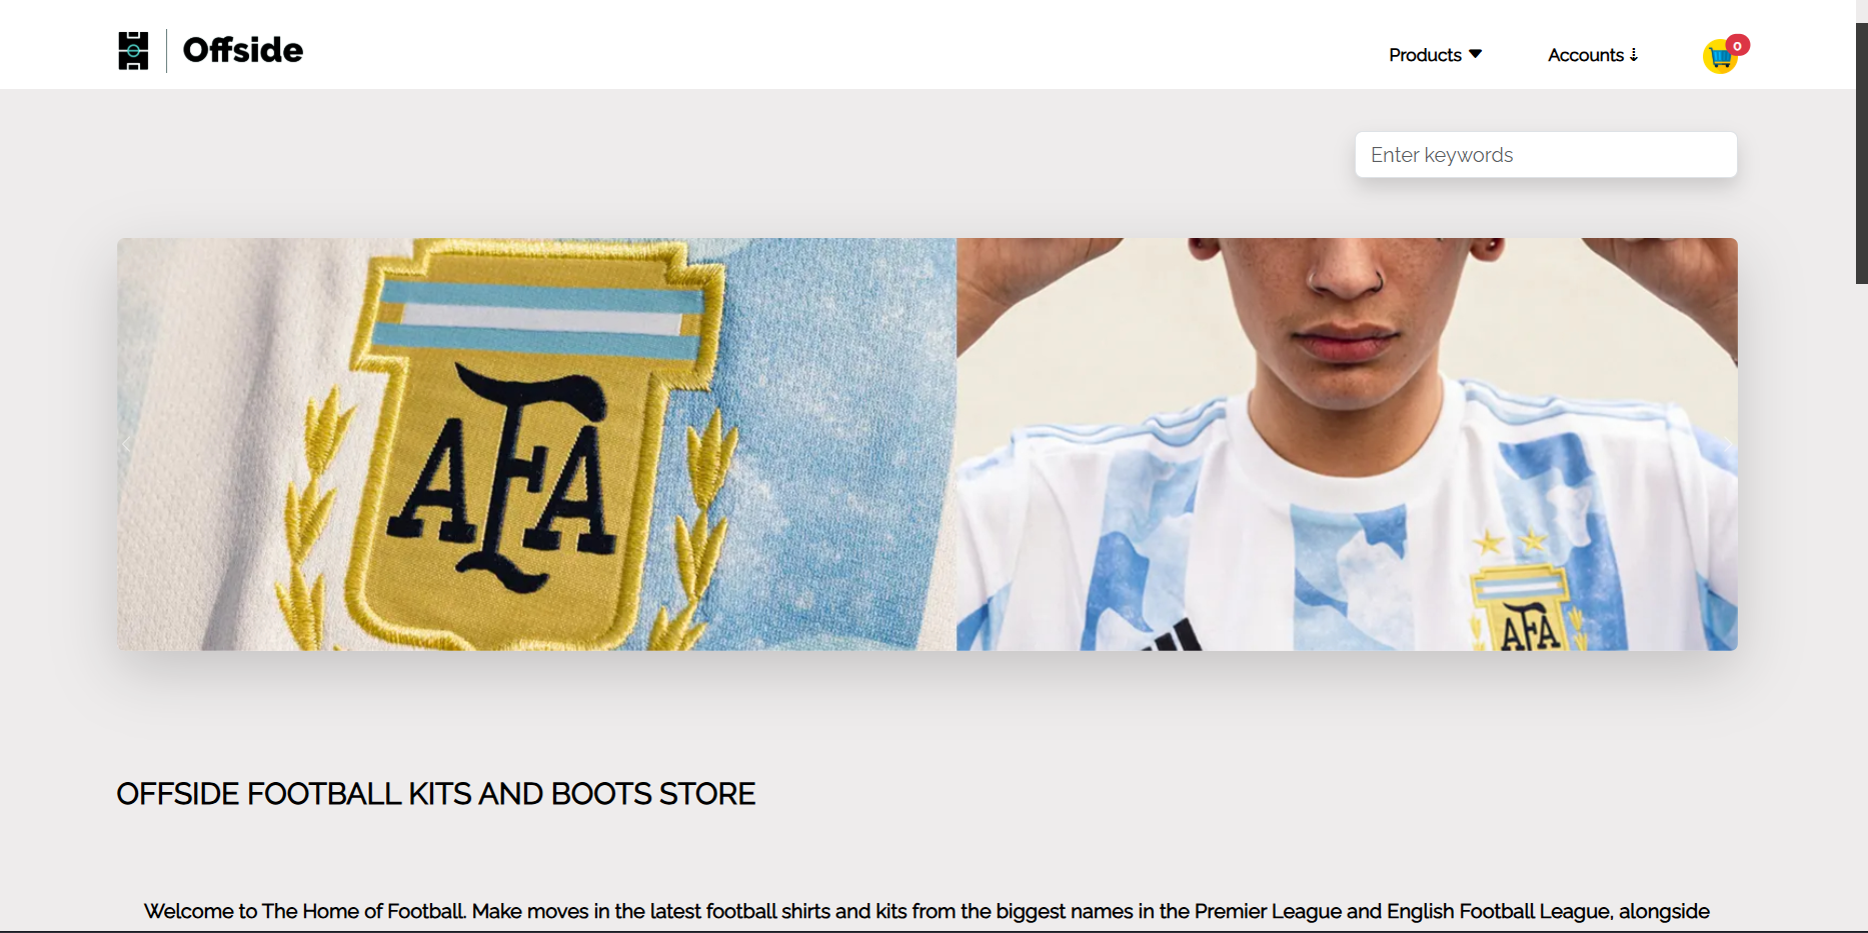 Offside
Products
Accounts
0
Enter keywords
AFA
AFA
OFFSIDE FOOTBALL KITS AND BOOTS STORE
Welcome to The Home of Football. Make moves in the latest football shirts and kits from the biggest names in the Premier League and English Football League, alongside